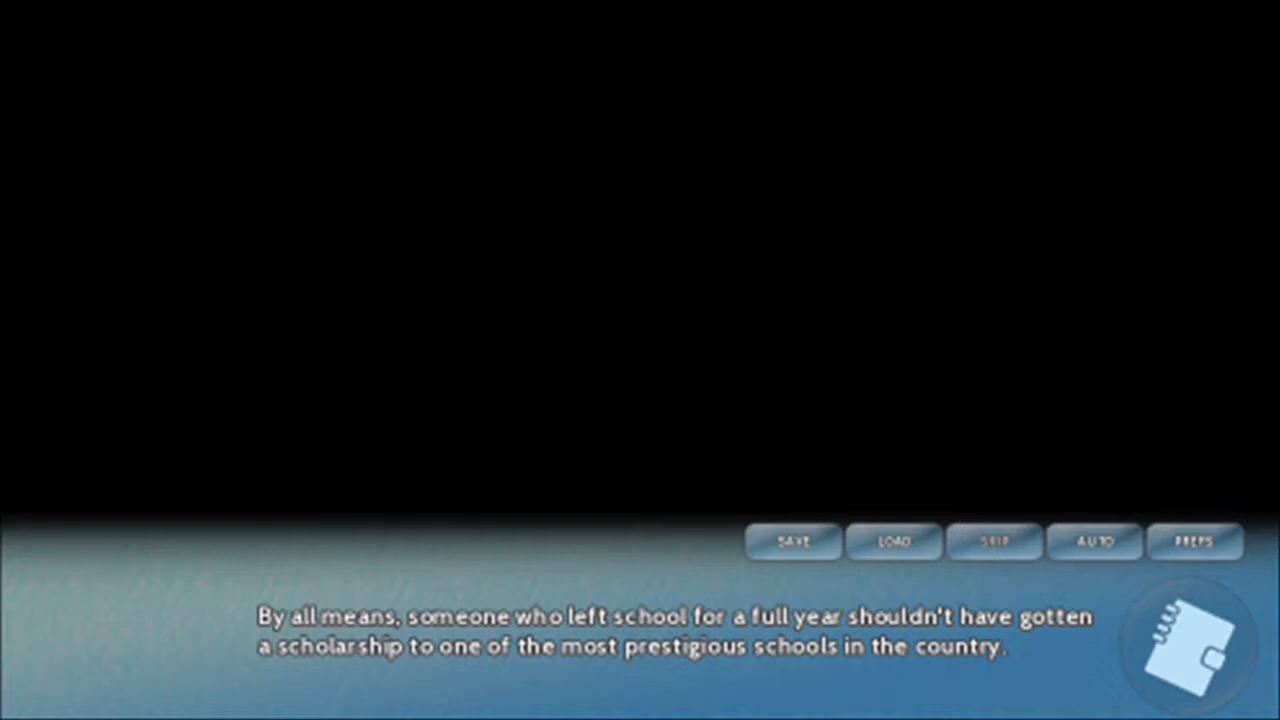 SAVE LOAD SKIP AUTO PREFS
By all means, someone who left school for a full year shouldn't have gotten
a scholarship to one of the most prestigious schools in the country.